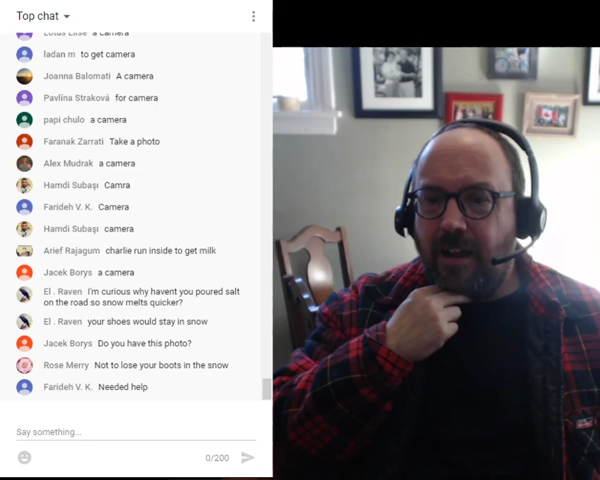 Top chat
Lotus Elise a camera
ladan m to get camera
Joanna Balomati A camera
Pavlína Straková for camera
papi chulo a camera
Faranak Zarrati Take a photo
Alex Mudrak a camera
Hamdi Subaşı Camra
Farideh V. K. Camera
Hamdi Subaşı camera
Arief Rajagum charlie run inside to get milk
Jacek Borys a camera
El . Raven I'm curious why havent you poured salt
on the road so snow melts quicker?
El . Raven your shoes would stay in snow
Jacek Borys Do you have this photo?
Rose Merry Not to lose your boots in the snow
Farideh V. K. Needed help
Say something...
0/200